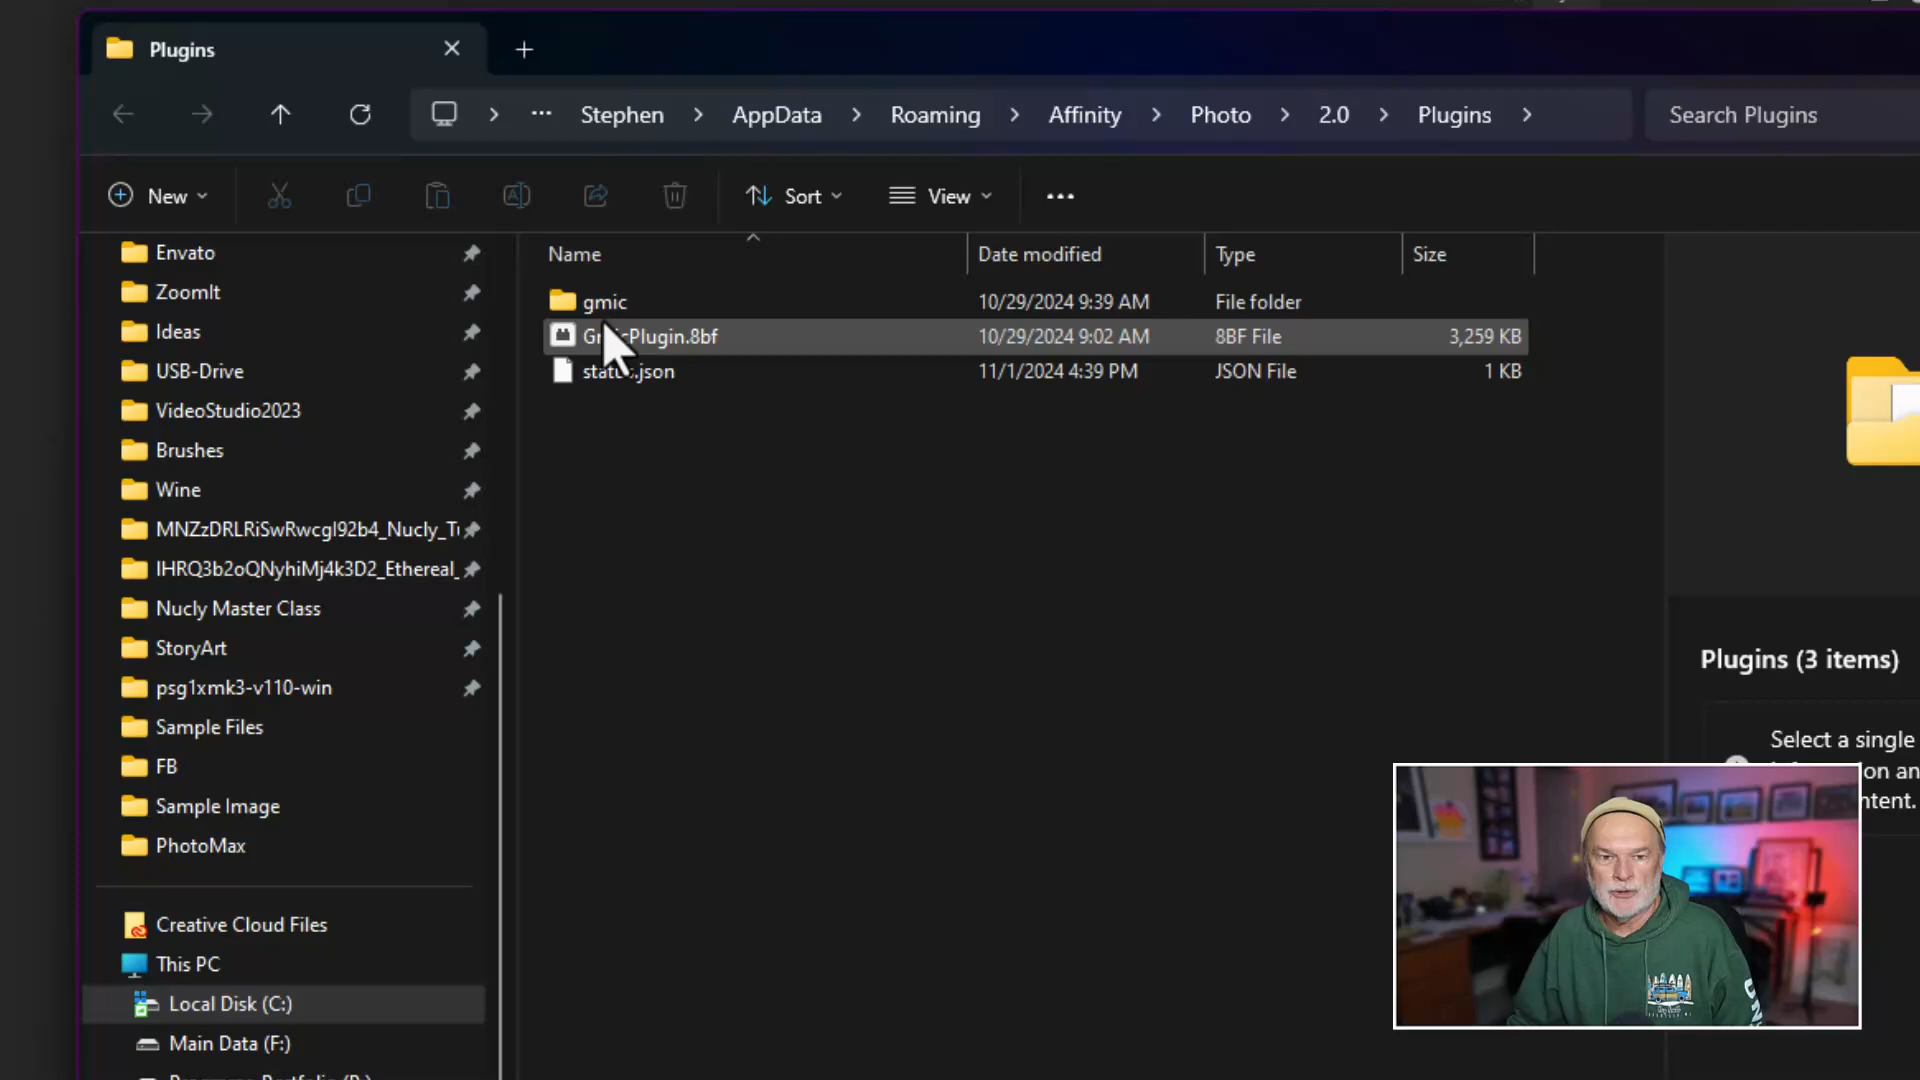 Plugins
Stephen > AppData > Roaming > Affinity > Photo > 2.0 > Plugins >
Search Plugins
New
Sort
View
Name
Date modified
Type
Size
gmic
10/29/2024 9:39 AM
File folder
10/29/2024 9:02 AM
8BF File
3,259 KB
11/1/2024 4:39 PM
JSON File
1 KB
Envato
ZoomIt
Ideas
USB-Drive
VideoStudio2023
Brushes
Wine
MNZzDRLRiSwRwcgl92b4_Nucly_T
IHRQ3b2oQNyhiMj4k3D2_Ethereal_
Nucly Master Class
StoryArt
psg1xmk3-v110-win
Sample Files
FB
Sample Image
PhotoMax
Creative Cloud Files
This PC
Local Disk (C:)
Main Data (F:)
Plugins (3 items)
Select a single